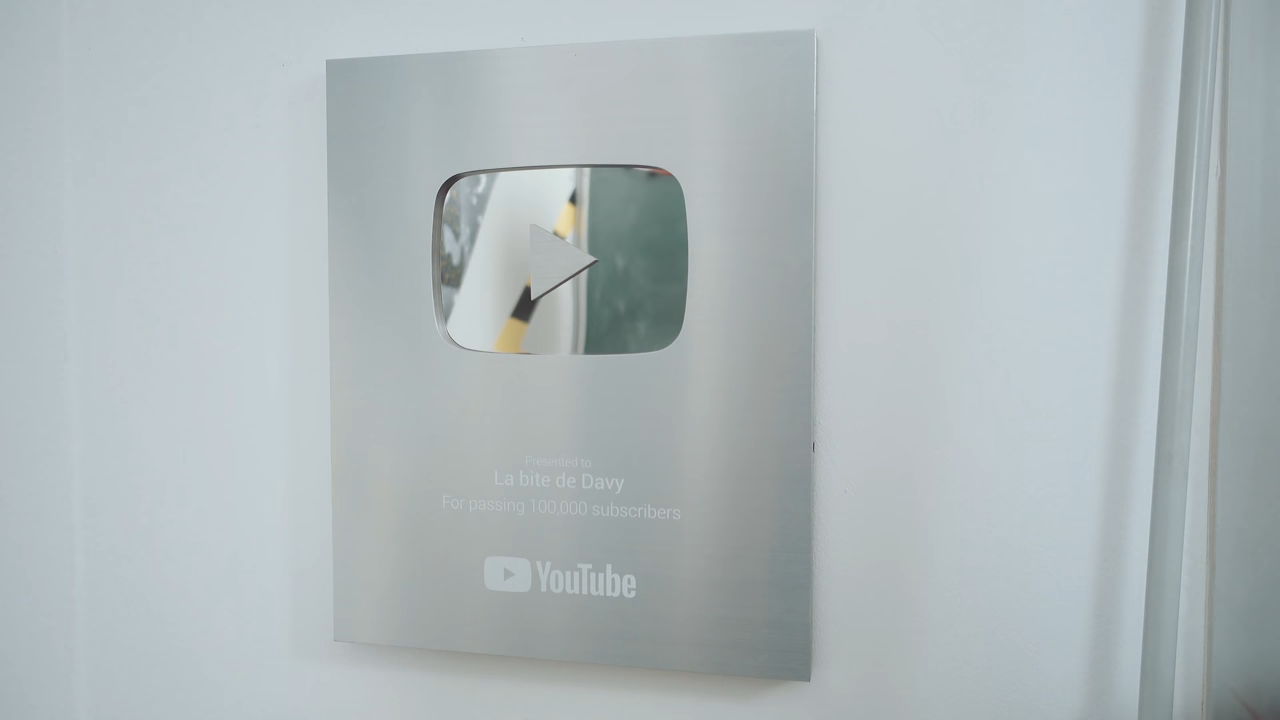 Presented to
La bite de Davy
For passing 100,000 subscribers
YouTube